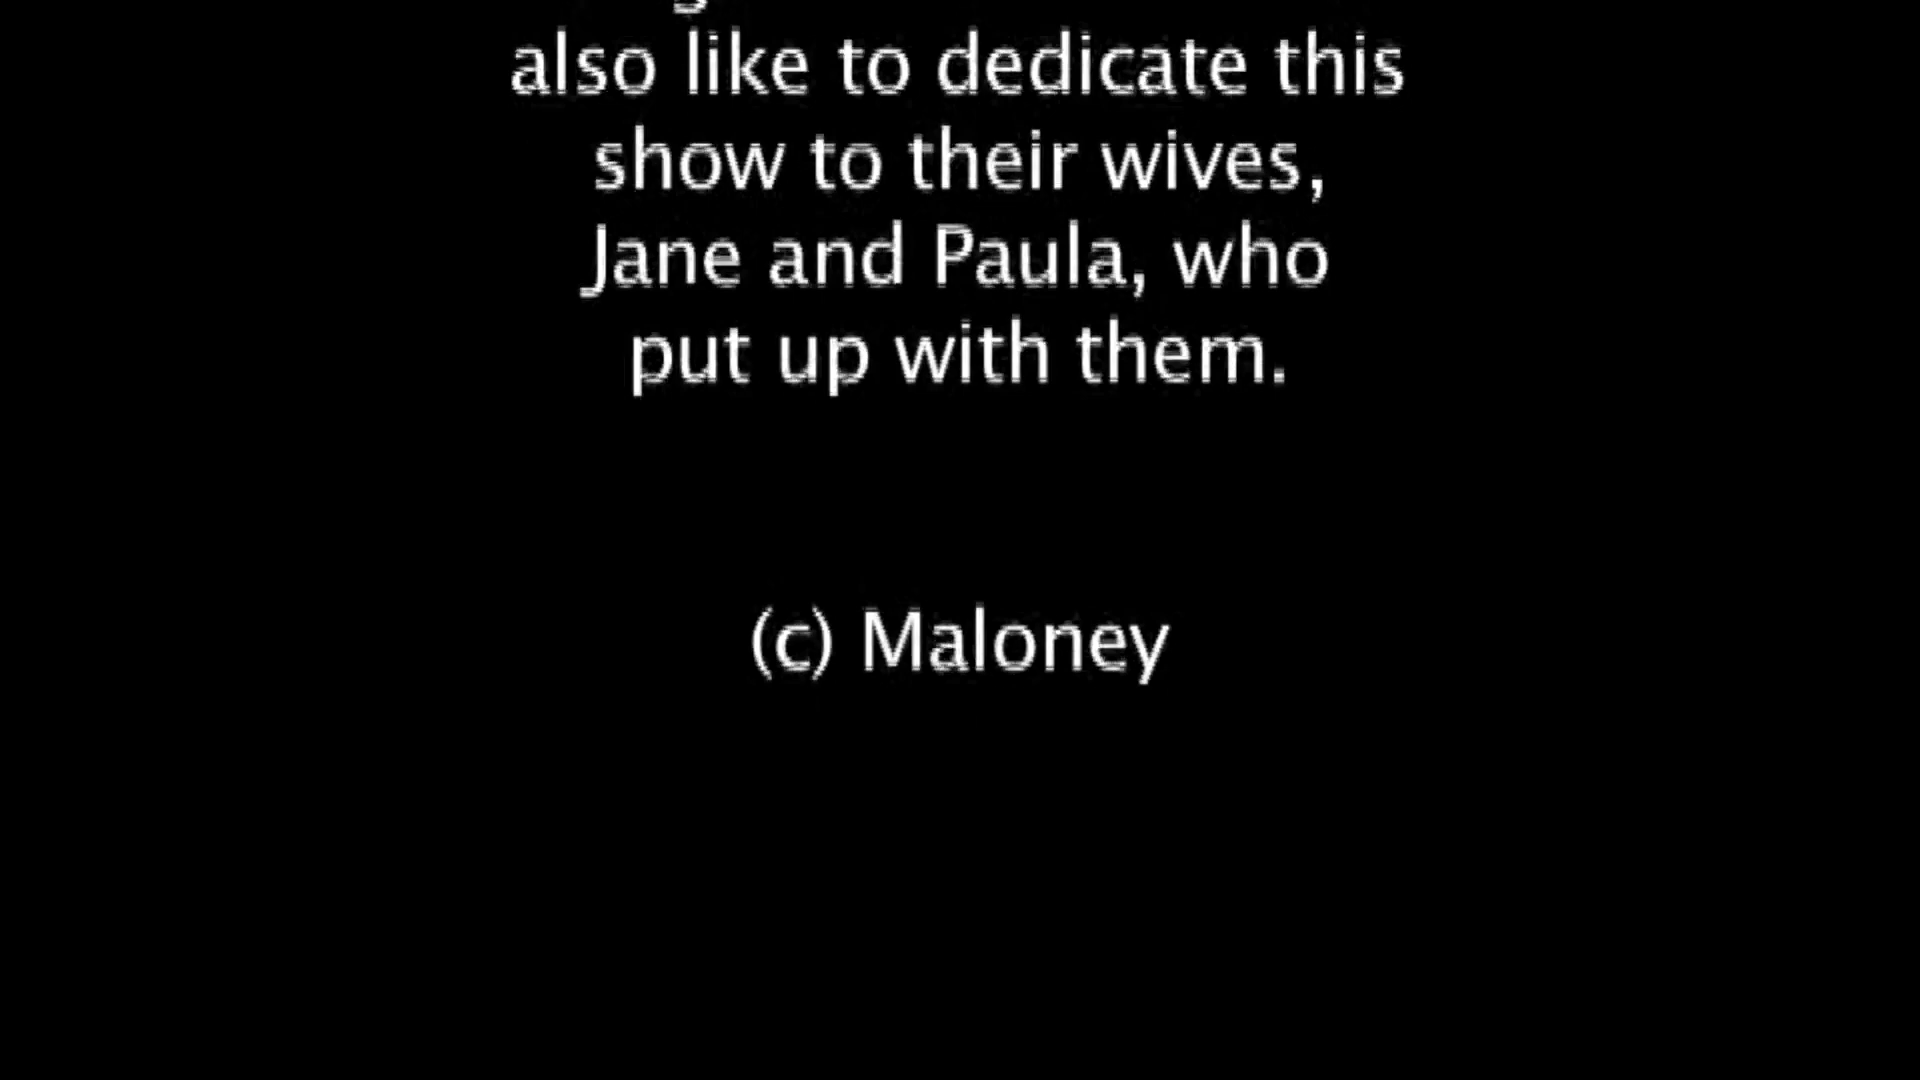 also like to dedicate this
show to their wives,
Jane and Paula, who
put up with them.
(c) Maloney